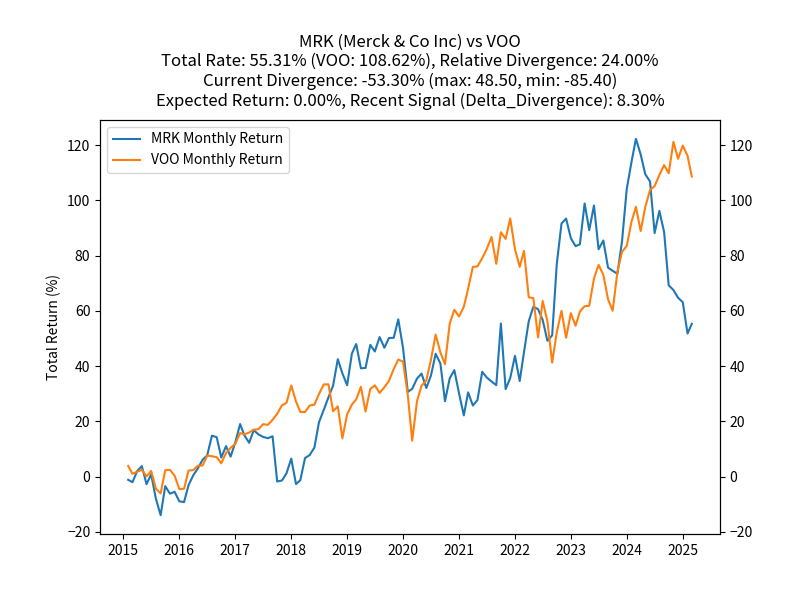 MRK (Merck & Co Inc) vs VOO
Total Rate: 55.31% (VOO: 108.62%), Relative Divergence: 24.00%
Current Divergence: -53.30% (max: 48.50, min: -85.40)
Expected Return: 0.00%, Recent Signal (Delta_Divergence): 8.30%
MRK Monthly Return
VOO Monthly Return
Total Return (%)
120
100
80
60
40
20
0
−20
120
100
80
60
40
20
0
−20
2015 2016 2017 2018 2019 2020 2021 2022 2023 2024 2025